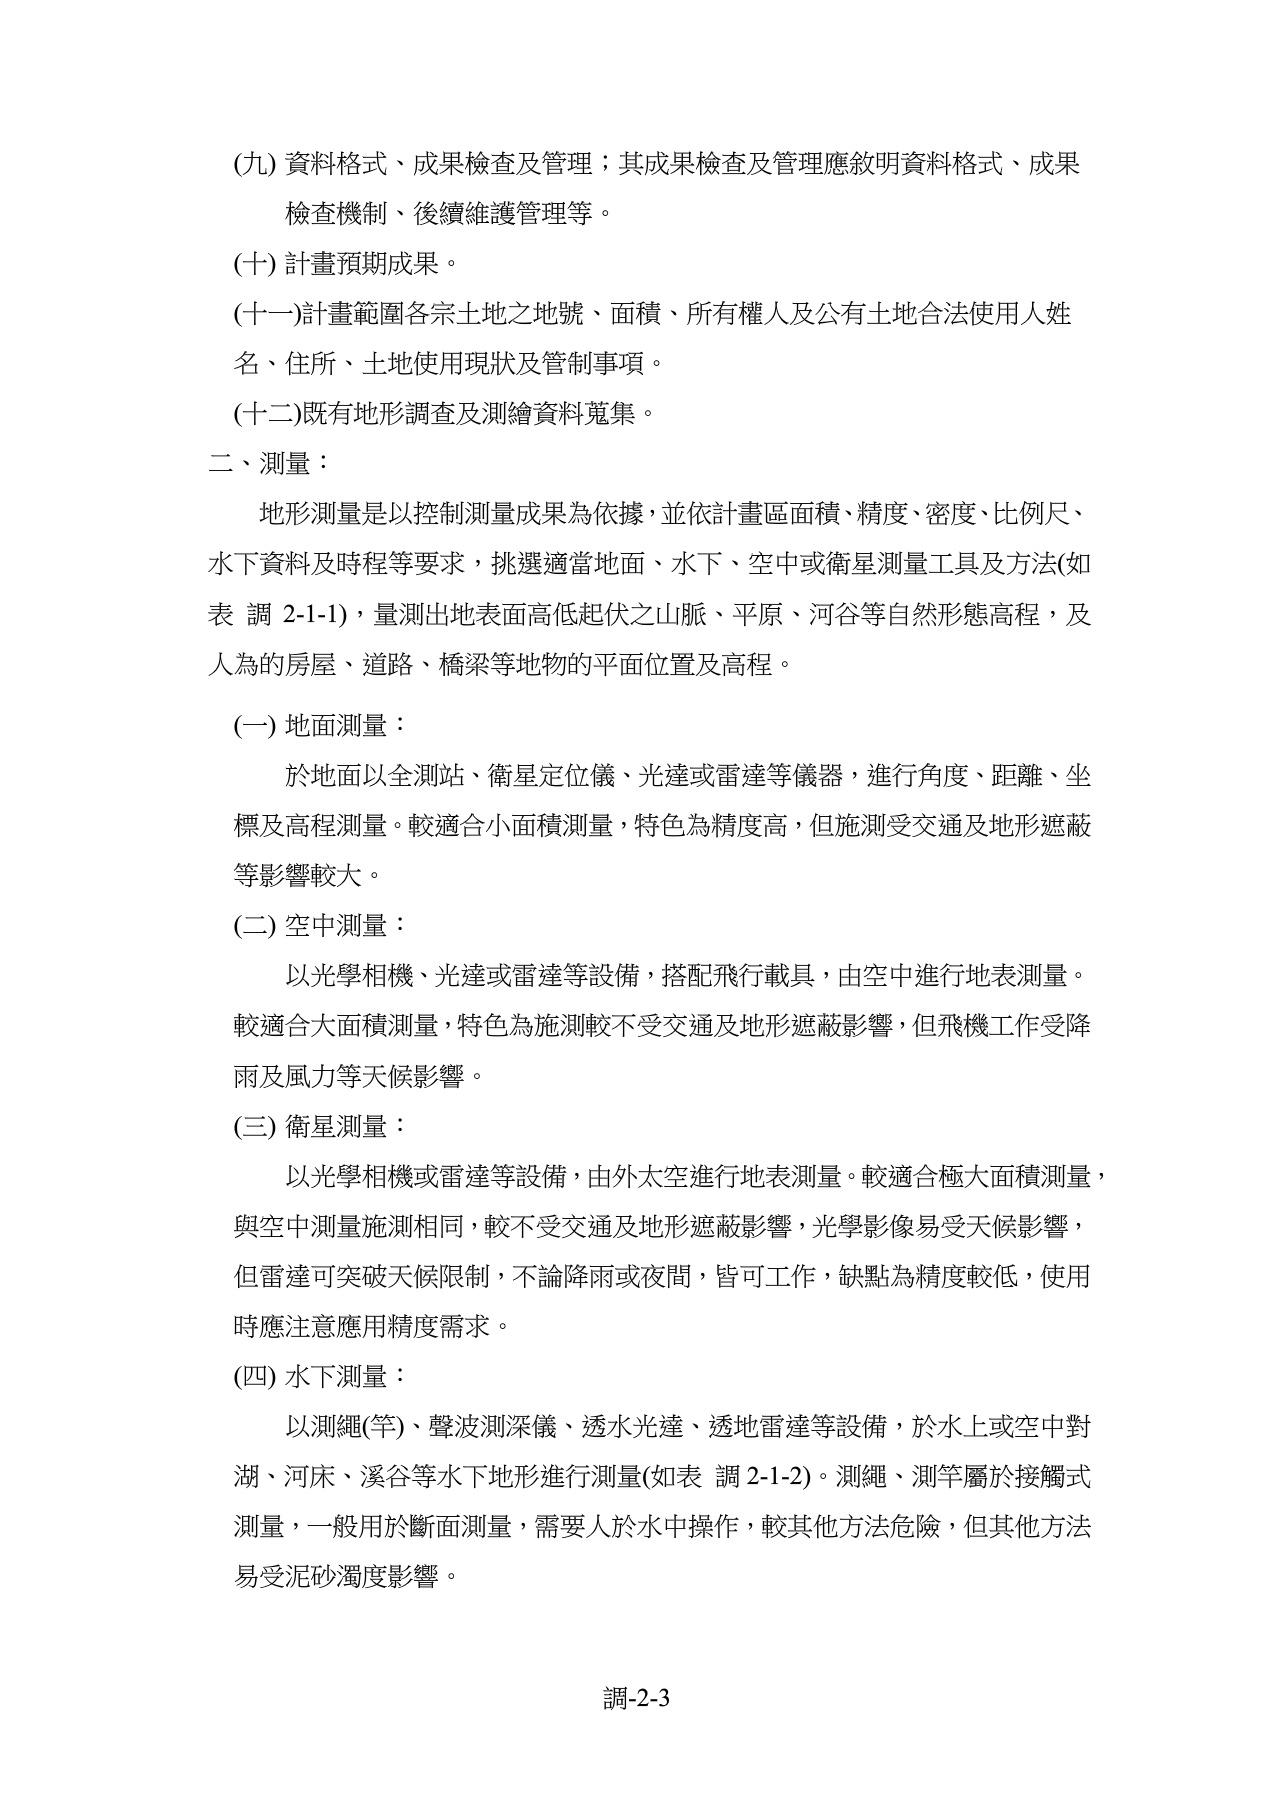 (九) 資料格式、成果檢查及管理；其成果檢查及管理應敘明資料格式、成果
檢查機制、後續維護管理等。
(十) 計畫預期成果。
(十一)計畫範圍各宗土地之地號、面積、所有權人及公有土地合法使用人姓
名、住所、土地使用現狀及管制事項。
(十二)既有地形調查及測繪資料蒐集。
二、測量：
地形測量是以控制測量成果為依據，並依計畫區面積、精度、密度、比例尺、
水下資料及時程等要求，挑選適當地面、水下、空中或衛星測量工具及方法(如
表 調 2-1-1)，量測出地表面高低起伏之山脈、平原、河谷等自然形態高程，及
人為的房屋、道路、橋梁等地物的平面位置及高程。
(一) 地面測量：
於地面以全測站、衛星定位儀、光達或雷達等儀器，進行角度、距離、坐
標及高程測量。較適合小面積測量，特色為精度高，但施測受交通及地形遮蔽
等影響較大。
(二) 空中測量：
以光學相機、光達或雷達等設備，搭配飛行載具，由空中進行地表測量。
較適合大面積測量，特色為施測較不受交通及地形遮蔽影響，但飛機工作受降
雨及風力等天候影響。
(三) 衛星測量：
以光學相機或雷達等設備，由外太空進行地表測量。較適合極大面積測量，
與空中測量施測相同，較不受交通及地形遮蔽影響，光學影像易受天候影響，
但雷達可突破天候限制，不論降雨或夜間，皆可工作，缺點為精度較低，使用
時應注意應用精度需求。
(四) 水下測量：
以測繩(竿)、聲波測深儀、透水光達、透地雷達等設備，於水上或空中對
湖、河床、溪谷等水下地形進行測量(如表 調 2-1-2)。測繩、測竿屬於接觸式
測量，一般用於斷面測量，需要人於水中操作，較其他方法危險，但其他方法
易受泥砂濁度影響。
調-2-3